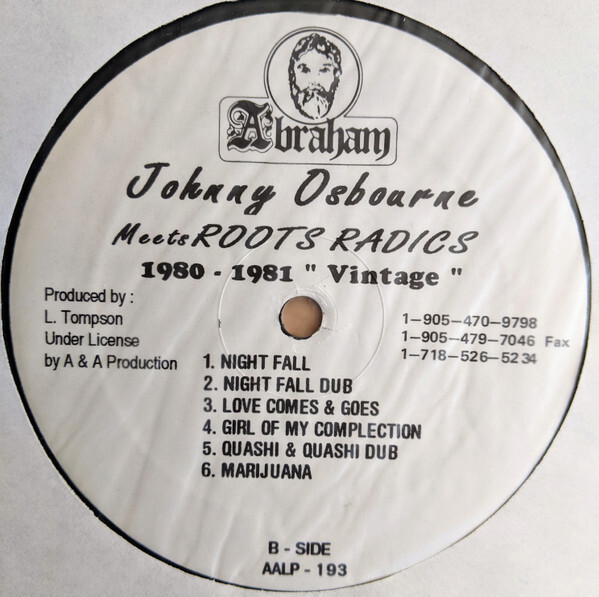 Abraham
Johnny Osbourne
Meets ROOTS RADICS
1980 - 1981 " Vintage "
Produced by :
L. Tompson
Under License
by A & A Production
1-905-470-9798
1-905-479-7046 Fax
1-718-526-5234
1. NIGHT FALL
2. NIGHT FALL DUB
3. LOVE COMES & GOES
4. GIRL OF MY COMPLECTION
5. QUASHI & QUASHI DUB
6. MARIJUANA
B - SIDE
AALP - 193